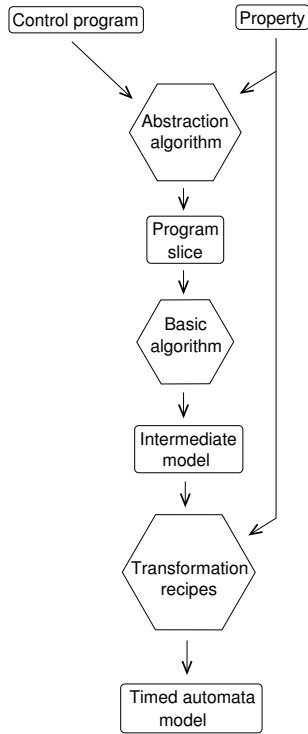 Control program
Property
Abstraction
algorithm
Program
slice
Basic
algorithm
Intermediate
model
Transformation
recipes
Timed automata
model